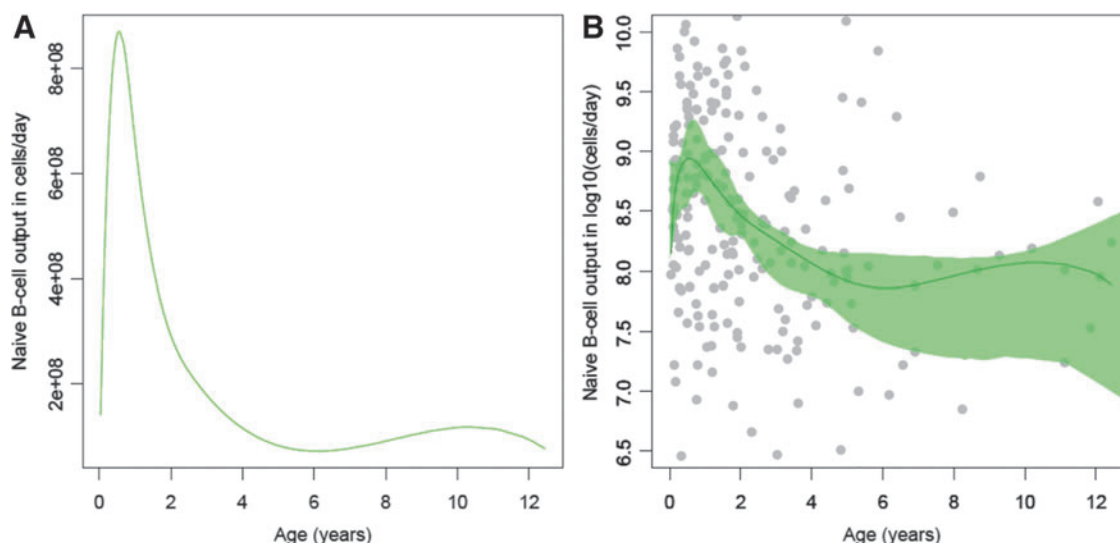 A
Naive B-cell output in cells/day
8e+08
6e+08
4e+08
2e+08
0 2 4 6 8 10 12
Age (years)
B
Naive B-cell output in log10(cells/day)
10.0
9.5
9.0
8.5
8.0
7.5
7.0
6.5
0 2 4 6 8 10 12
Age (years)